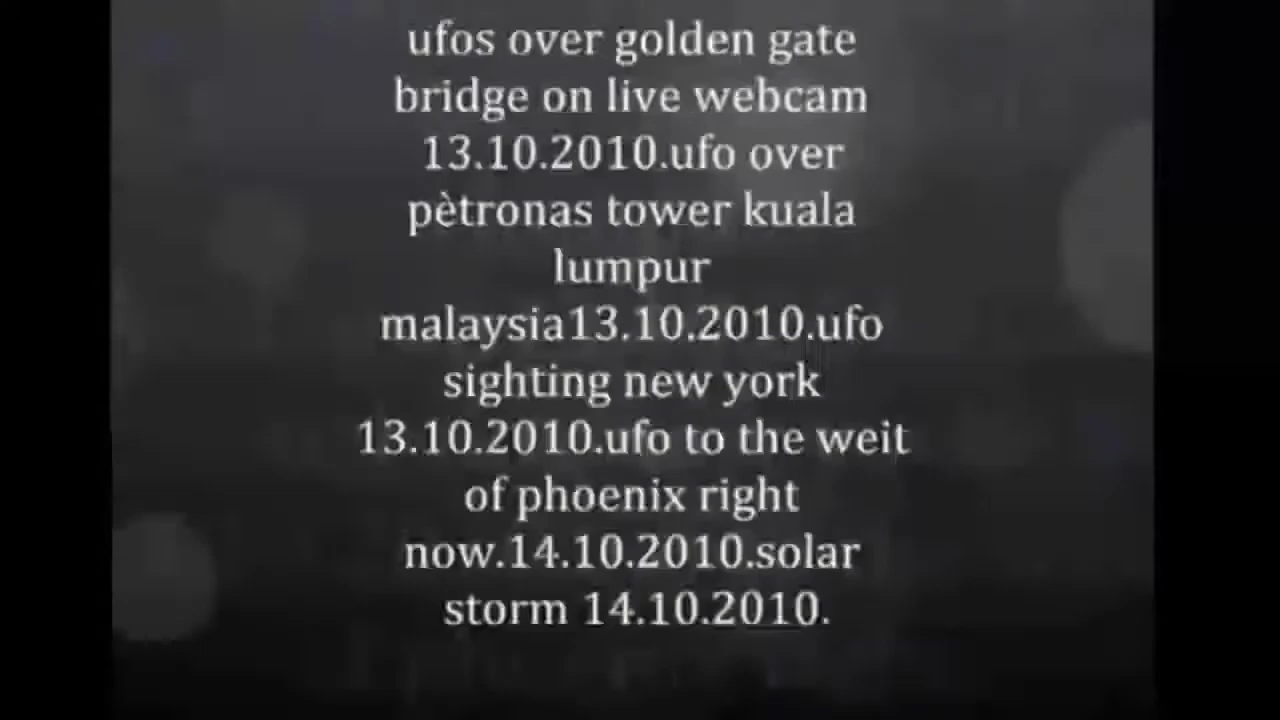 ufos over golden gate
bridge on live webcam
13.10.2010.ufo over
pètronas tower kuala
lumpur
malaysia13.10.2010.ufo
sighting new york
13.10.2010.ufo to the weit
of phoenix right
now.14.10.2010.solar
storm 14.10.2010.